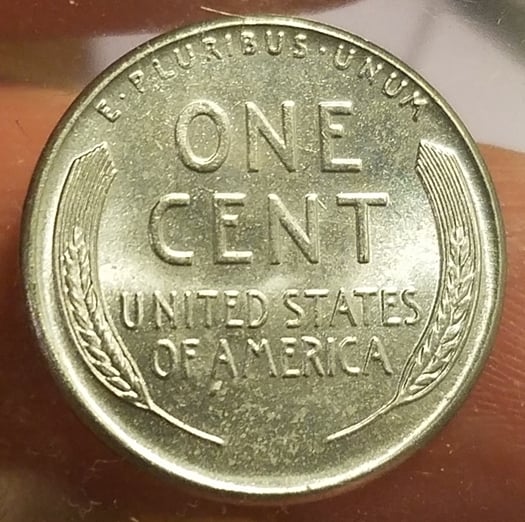 E·PLURIBUS·UNUM
ONE
CENT
UNITED STATES
OF AMERICA